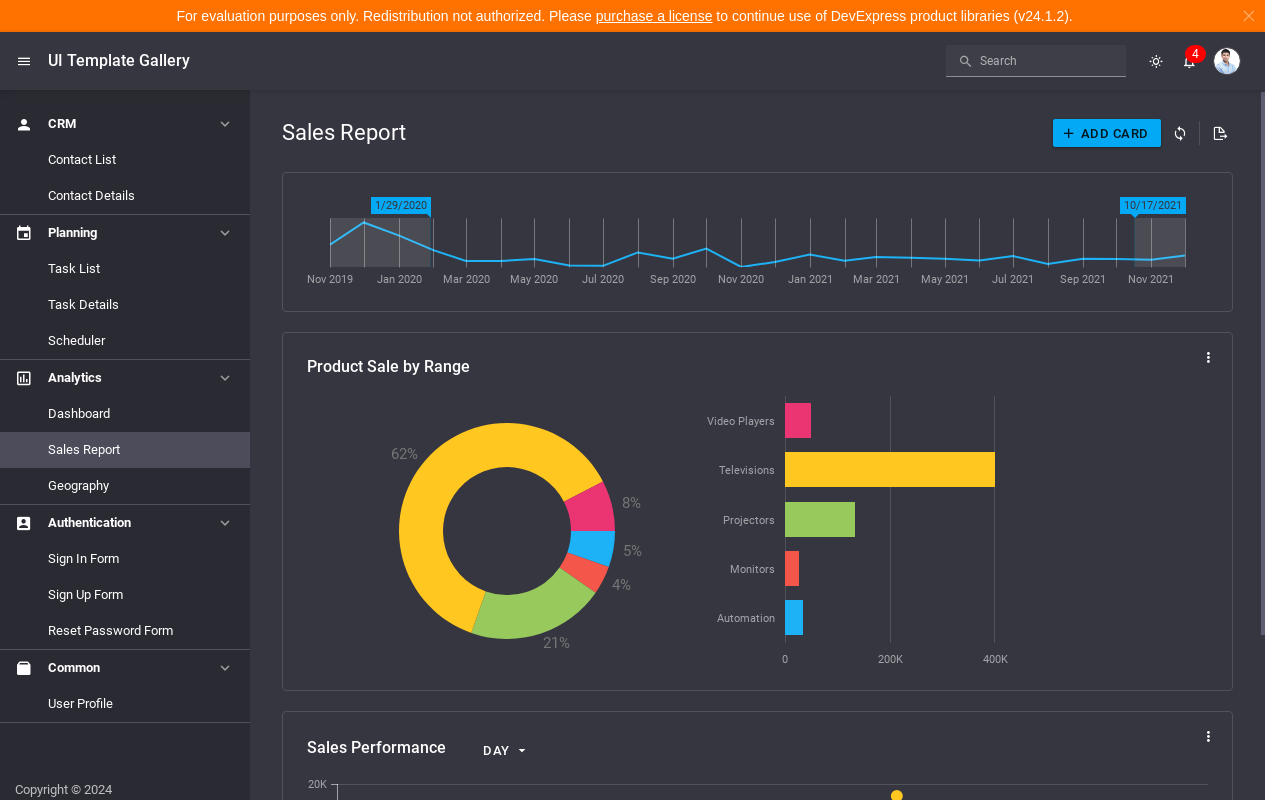 For evaluation purposes only. Redistribution not authorized. Please purchase a license to continue use of DevExpress product libraries (v24.1.2).
UI Template Gallery
Search
4
CRM
Contact List
Contact Details
Planning
Task List
Task Details
Scheduler
Analytics
Dashboard
Sales Report
Geography
Authentication
Sign In Form
Sign Up Form
Reset Password Form
Common
User Profile
Copyright © 2024
Sales Report
ADD CARD
1/29/2020
10/17/2021
Nov 2019 Jan 2020 Mar 2020 May 2020 Jul 2020 Sep 2020 Nov 2020 Jan 2021 Mar 2021 May 2021 Jul 2021 Sep 2021 Nov 2021
Product Sale by Range
62%
8%
5%
4%
21%
Video Players
Televisions
Projectors
Monitors
Automation
0 200K 400K
Sales Performance
DAY
20K